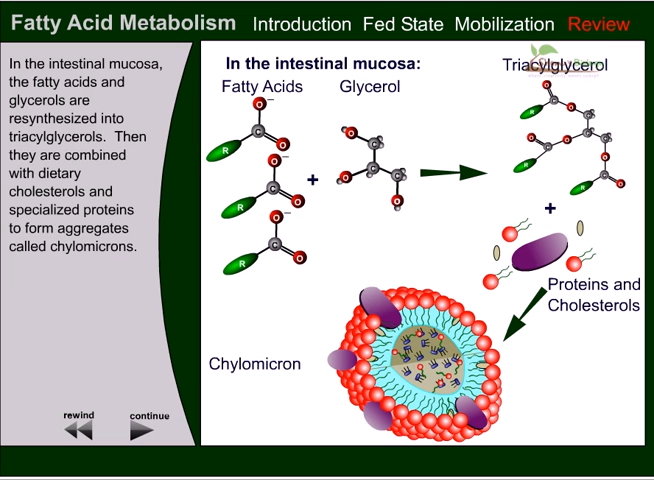 Fatty Acid Metabolism Introduction Fed State Mobilization Review
In the intestinal mucosa,
the fatty acids and
glycerols are
resynthesized into
triacylglycerols. Then
they are combined
with dietary
cholesterols and
specialized proteins
to form aggregates
called chylomicrons.
rewind continue
In the intestinal mucosa:
Fatty Acids Glycerol Triacylglycerol
O − C O R
O − C O R
O − C O R
+
O C C O C O
O C R O
O C R O
O C R O
+
Proteins and
Cholesterols
Chylomicron